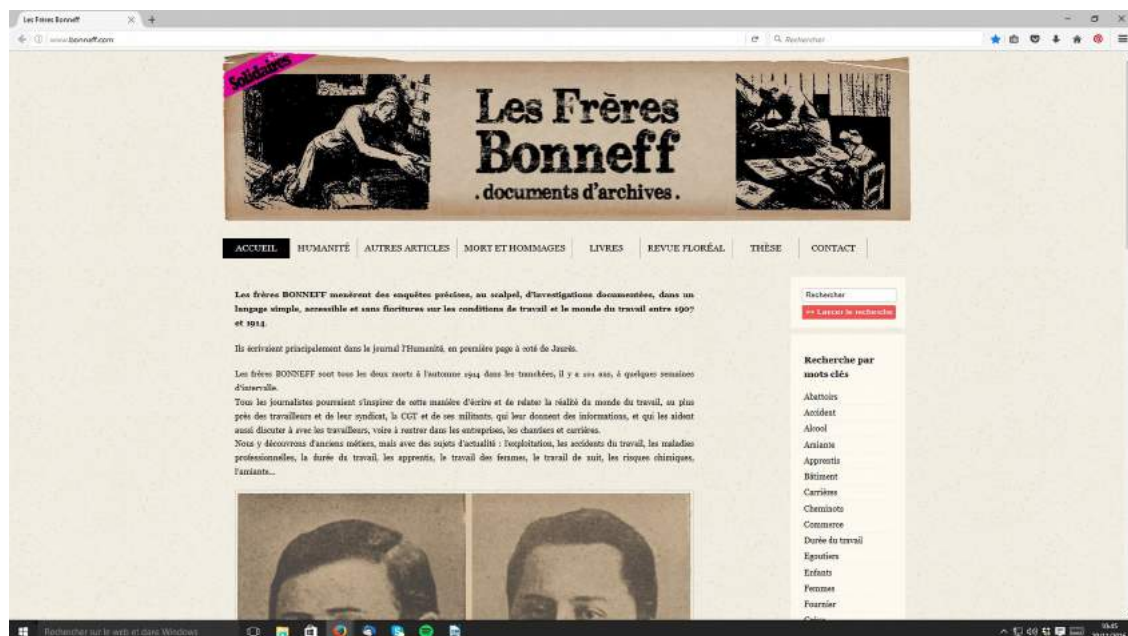 Les Frères Bonneff
www.bonneff.com
Rechercher
Solidaires
Les Frères
Bonneff
. documents d'archives .
ACCUEIL
HUMANITÉ
AUTRES ARTICLES
MORT ET HOMMAGES
LIVRES
REVUE FLORÉAL
THÈSE
CONTACT
Les frères BONNEFF menèrent des enquêtes précises, au scalpel, d'investigations documentées, dans un
langage simple, accessible et sans fioritures sur les conditions de travail et le monde du travail entre 1907
et 1914.
Ils écrivaient principalement dans le journal l'Humanité, en première page à coté de Jaurès.
Les frères BONNEFF sont tous les deux morts à l'automne 1914 dans les tranchées, il y a 101 ans, à quelques semaines
d'intervalle.
Tous les journalistes pourraient s'inspirer de cette manière d'écrire et de relater la réalité du monde du travail, au plus
près des travailleurs et de leur syndicat, la CGT et de ses militants, qui leur donnent des informations, et qui les aident
aussi discuter à avec les travailleurs, voire à rentrer dans les entreprises, les chantiers et carrières.
Nous y découvrons d'anciens métiers, mais avec des sujets d'actualité : l'exploitation, les accidents du travail, les maladies
professionnelles, la durée du travail, les apprentis, le travail des femmes, le travail de nuit, les risques chimiques,
l'amiante...
Rechercher
>> Lancer la recherche
Recherche par
mots clés
Abattoirs
Accident
Alcool
Amiante
Apprentis
Bâtiment
Carrières
Cheminots
Commerce
Durée du travail
Egoutiers
Enfants
Femmes
Fournier
Rechercher sur le web et dans Windows